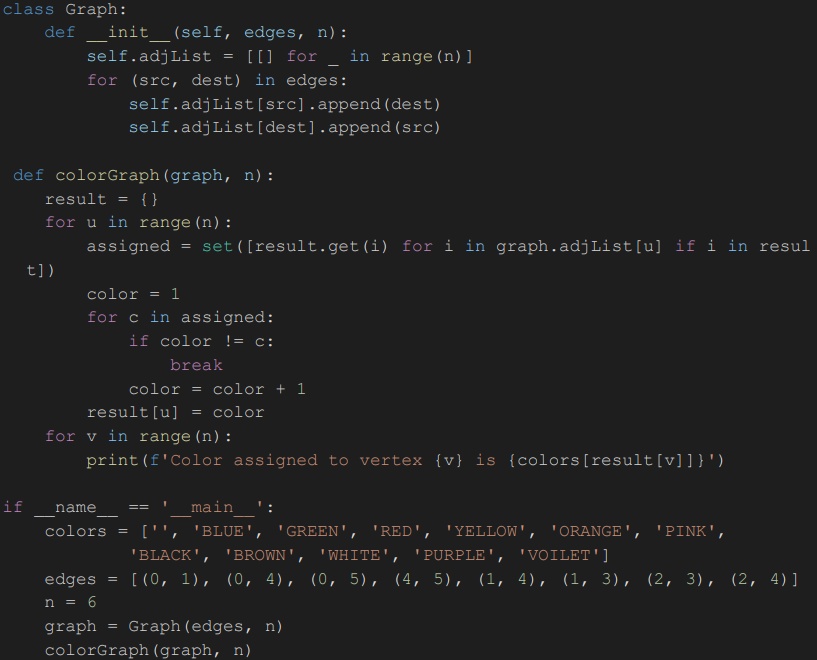 class Graph:
    def __init__(self, edges, n):
        self.adjList = [[] for _ in range(n)]
        for (src, dest) in edges:
            self.adjList[src].append(dest)
            self.adjList[dest].append(src)

 def colorGraph(graph, n):
    result = {}
    for u in range(n):
        assigned = set([result.get(i) for i in graph.adjList[u] if i in resul
  t])
        color = 1
        for c in assigned:
            if color != c:
                break
            color = color + 1
        result[u] = color
    for v in range(n):
        print(f'Color assigned to vertex {v} is {colors[result[v]]}')

if __name__ == '__main__':
    colors = ['', 'BLUE', 'GREEN', 'RED', 'YELLOW', 'ORANGE', 'PINK',
            'BLACK', 'BROWN', 'WHITE', 'PURPLE', 'VOILET']
    edges = [(0, 1), (0, 4), (0, 5), (4, 5), (1, 4), (1, 3), (2, 3), (2, 4)]
    n = 6
    graph = Graph(edges, n)
    colorGraph(graph, n)